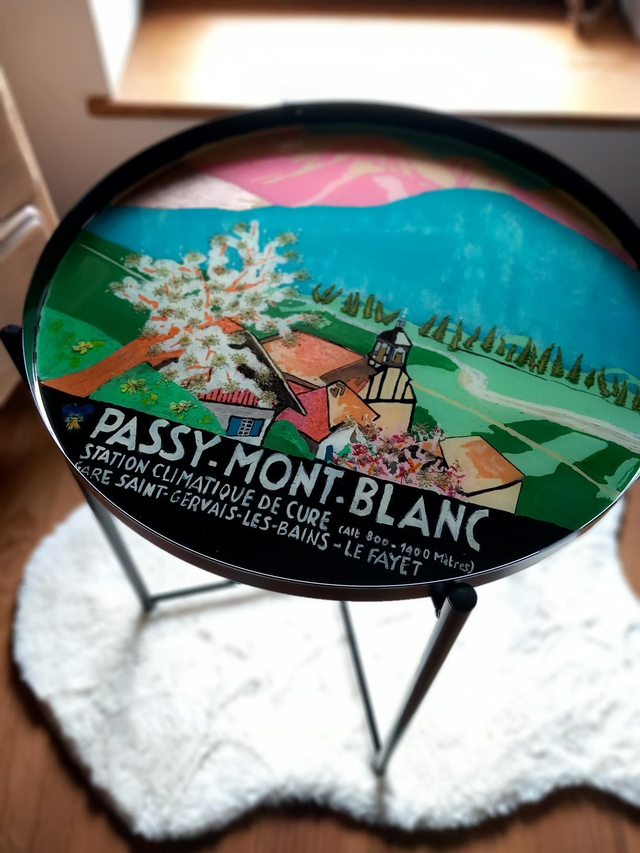 PASSY-MONT-BLANC
STATION CLIMATIQUE DE CURE (Alt 800-1400 Mètres)
GARE SAINT-GERVAIS-LES-BAINS-LE FAYET